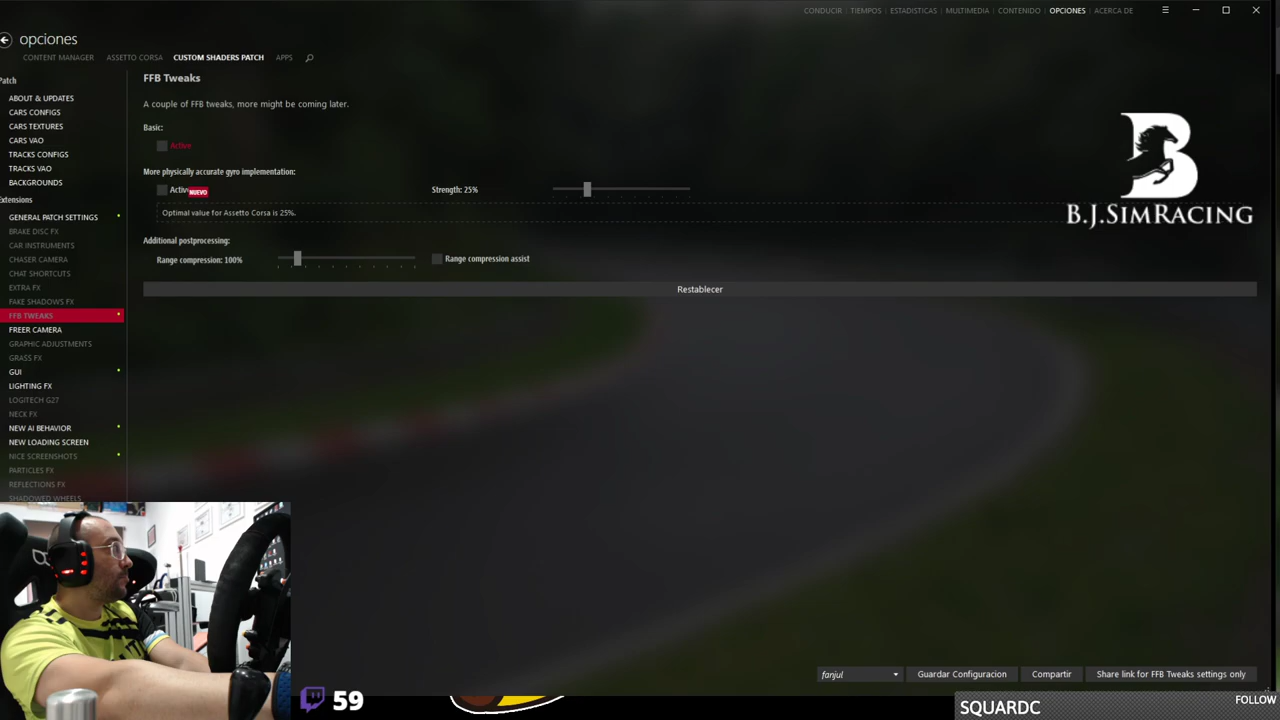 CONDUCIR | TIEMPOS | ESTADISTICAS | MULTIMEDIA | CONTENIDO | OPCIONES | ACERCA DE
opciones
CONTENT MANAGER ASSETTO CORSA CUSTOM SHADERS PATCH APPS
Patch
ABOUT & UPDATES
CARS CONFIGS
CARS TEXTURES
CARS VAO
TRACKS CONFIGS
TRACKS VAO
BACKGROUNDS
Extensions
GENERAL PATCH SETTINGS
BRAKE DISC FX
CAR INSTRUMENTS
CHASER CAMERA
CHAT SHORTCUTS
EXTRA FX
FAKE SHADOWS FX
FFB TWEAKS
FREER CAMERA
GRAPHIC ADJUSTMENTS
GRASS FX
GUI
LIGHTING FX
LOGITECH G27
NECK FX
NEW AI BEHAVIOR
NEW LOADING SCREEN
NICE SCREENSHOTS
PARTICLES FX
REFLECTIONS FX
SHADOWED WHEELS
FFB Tweaks
A couple of FFB tweaks, more might be coming later.
Basic:
Active
More physically accurate gyro implementation:
Active NUEVO Strength: 25%
Optimal value for Assetto Corsa is 25%.
Additional postprocessing:
Range compression: 100% Range compression assist
Restablecer
B
B.J.SIMRACING
fanjul Guardar Configuracion Compartir Share link for FFB Tweaks settings only
59
FOLLOW
SQUARDC